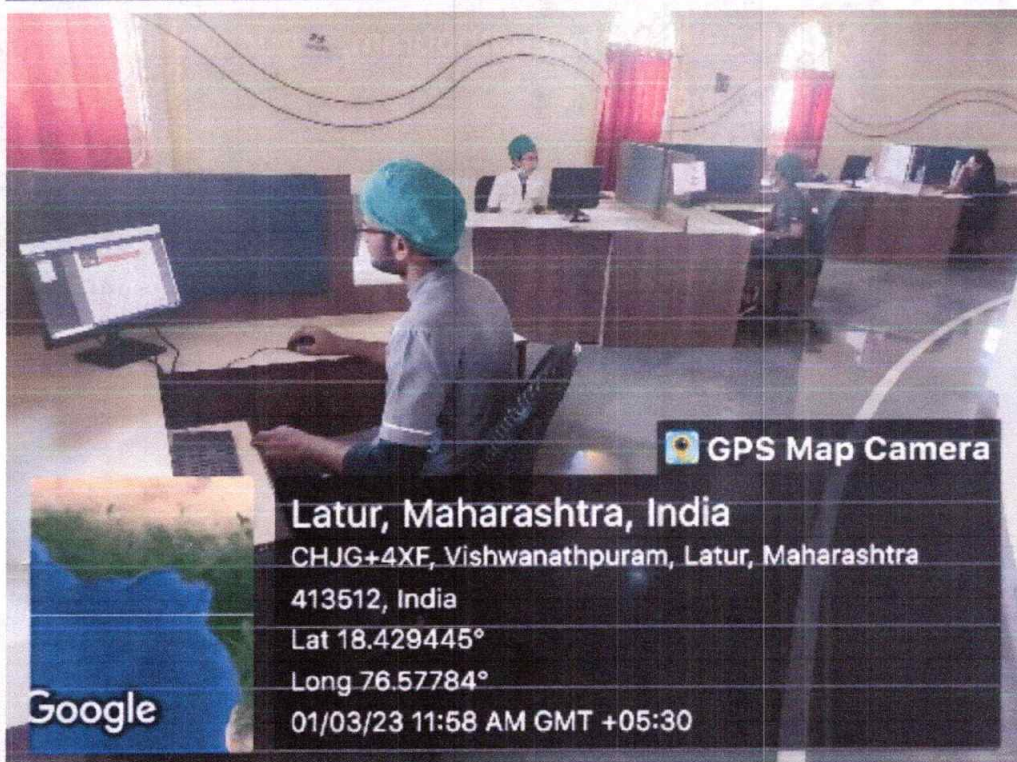 GPS Map Camera
Latur, Maharashtra, India
CHJG+4XF, Vishwanathpuram, Latur, Maharashtra
413512, India
Lat 18.429445°
Long 76.57784°
01/03/23 11:58 AM GMT +05:30
Google